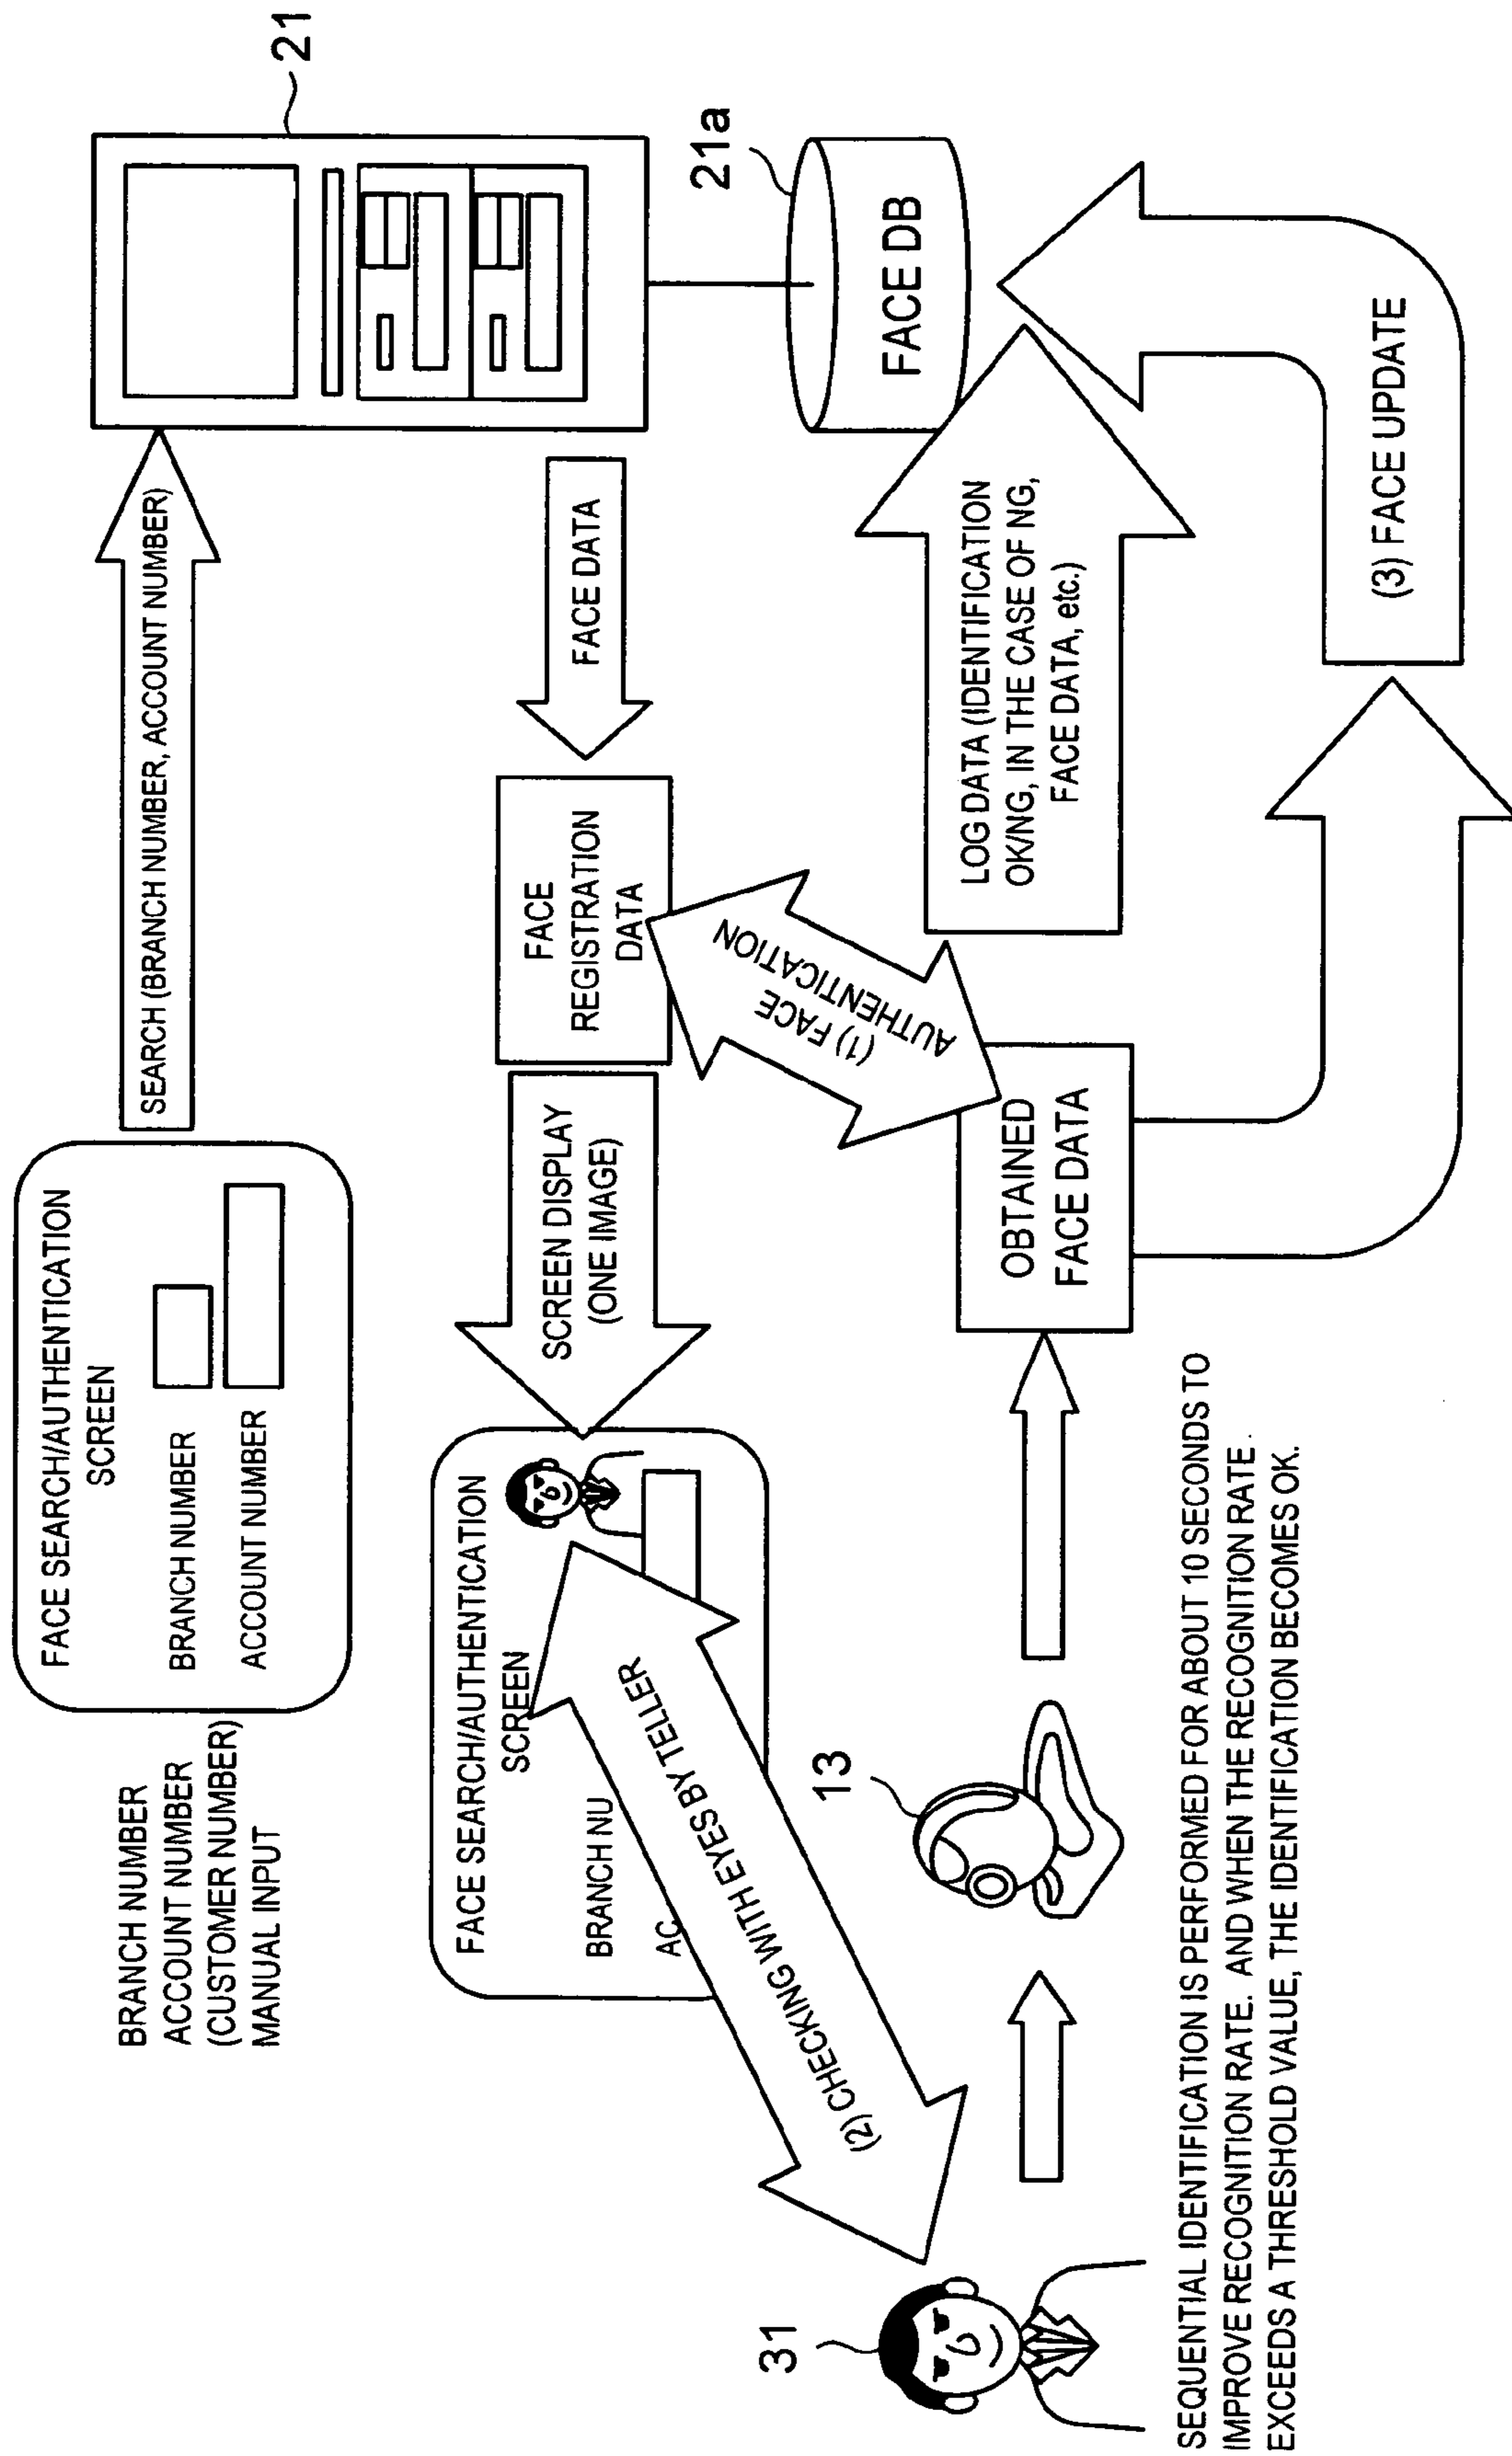 BRANCH NUMBER
ACCOUNT NUMBER
(CUSTOMER NUMBER)
MANUAL INPUT
FACE SEARCH/AUTHENTICATION
SCREEN
BRANCH NUMBER
ACCOUNT NUMBER
SEARCH (BRANCH NUMBER, ACCOUNT NUMBER)
21
FACE SEARCH/AUTHENTICATION
SCREEN
BRANCH NU
AC
SCREEN DISPLAY
(ONE IMAGE)
FACE
REGISTRATION
DATA
FACE DATA
21a
FACE DB
(2) CHECKING WITH EYES BY TELLER
(1) FACE
AUTHENTICATION
LOG DATA (IDENTIFICATION
OK/NG, IN THE CASE OF NG,
FACE DATA, etc.)
31
13
OBTAINED
FACE DATA
(3) FACE UPDATE
SEQUENTIAL IDENTIFICATION IS PERFORMED FOR ABOUT 10 SECONDS TO
IMPROVE RECOGNITION RATE. AND WHEN THE RECOGNITION RATE
EXCEEDS A THRESHOLD VALUE, THE IDENTIFICATION BECOMES OK.